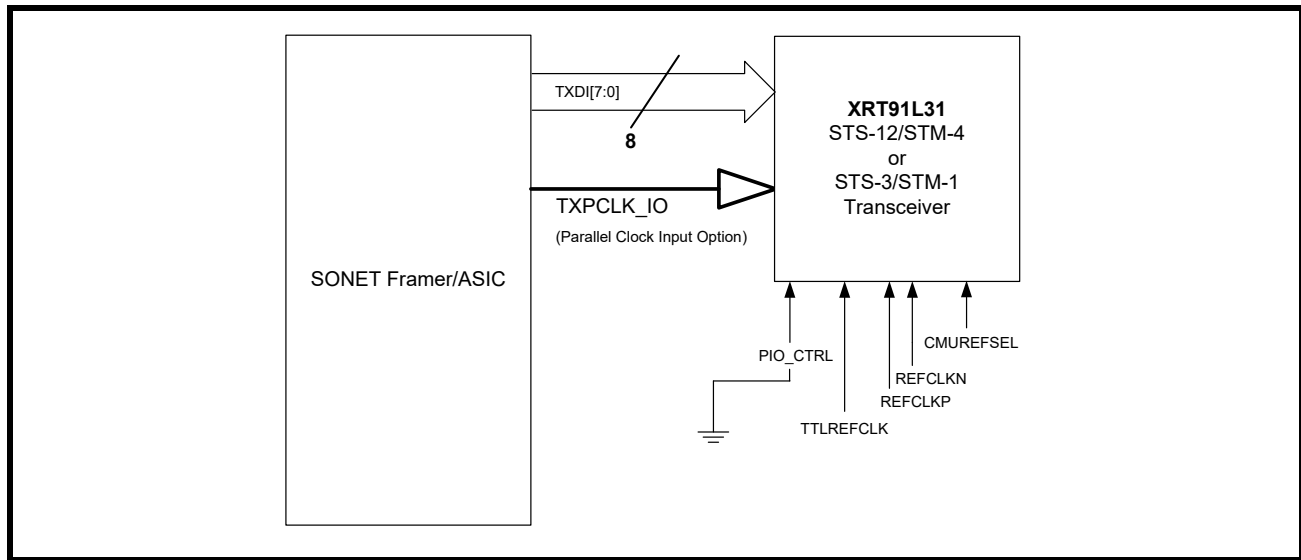 TXDI[7:0]
8
TXPCLK_IO
(Parallel Clock Input Option)
SONET Framer/ASIC
XRT91L31
STS-12/STM-4
or
STS-3/STM-1
Transceiver
PIO_CTRL
CMUREFSEL
REFCLKN
REFCLKP
TTLREFCLK